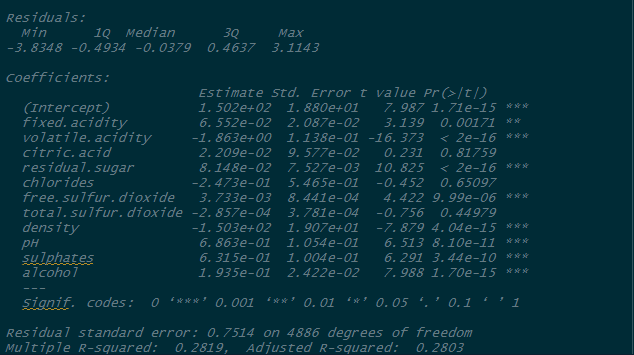 Residuals:
Min 1Q Median 3Q Max
-3.8348 -0.4934 -0.0379 0.4637 3.1143
Coefficients:
Estimate Std. Error t value Pr(>|t|)
(Intercept) 1.502e+02 1.880e+01 7.987 1.71e-15 ***
fixed.acidity 6.552e-02 2.087e-02 3.139 0.00171 **
volatile.acidity -1.863e+00 1.138e-01 -16.373 < 2e-16 ***
citric.acid 2.209e-02 9.577e-02 0.231 0.81759
residual.sugar 8.148e-02 7.527e-03 10.825 < 2e-16 ***
chlorides -2.473e-01 5.465e-01 -0.452 0.65097
free.sulfur.dioxide 3.733e-03 8.441e-04 4.422 9.99e-06 ***
total.sulfur.dioxide -2.857e-04 3.781e-04 -0.756 0.44979
density -1.503e+02 1.907e+01 -7.879 4.04e-15 ***
pH 6.863e-01 1.054e-01 6.513 8.10e-11 ***
sulphates 6.315e-01 1.004e-01 6.291 3.44e-10 ***
alcohol 1.935e-01 2.422e-02 7.988 1.70e-15 ***
---
Signif. codes: 0 ‘***’ 0.001 ‘**’ 0.01 ‘*’ 0.05 ‘.’ 0.1 ‘ ’ 1
Residual standard error: 0.7514 on 4886 degrees of freedom
Multiple R-squared: 0.2819, Adjusted R-squared: 0.2803